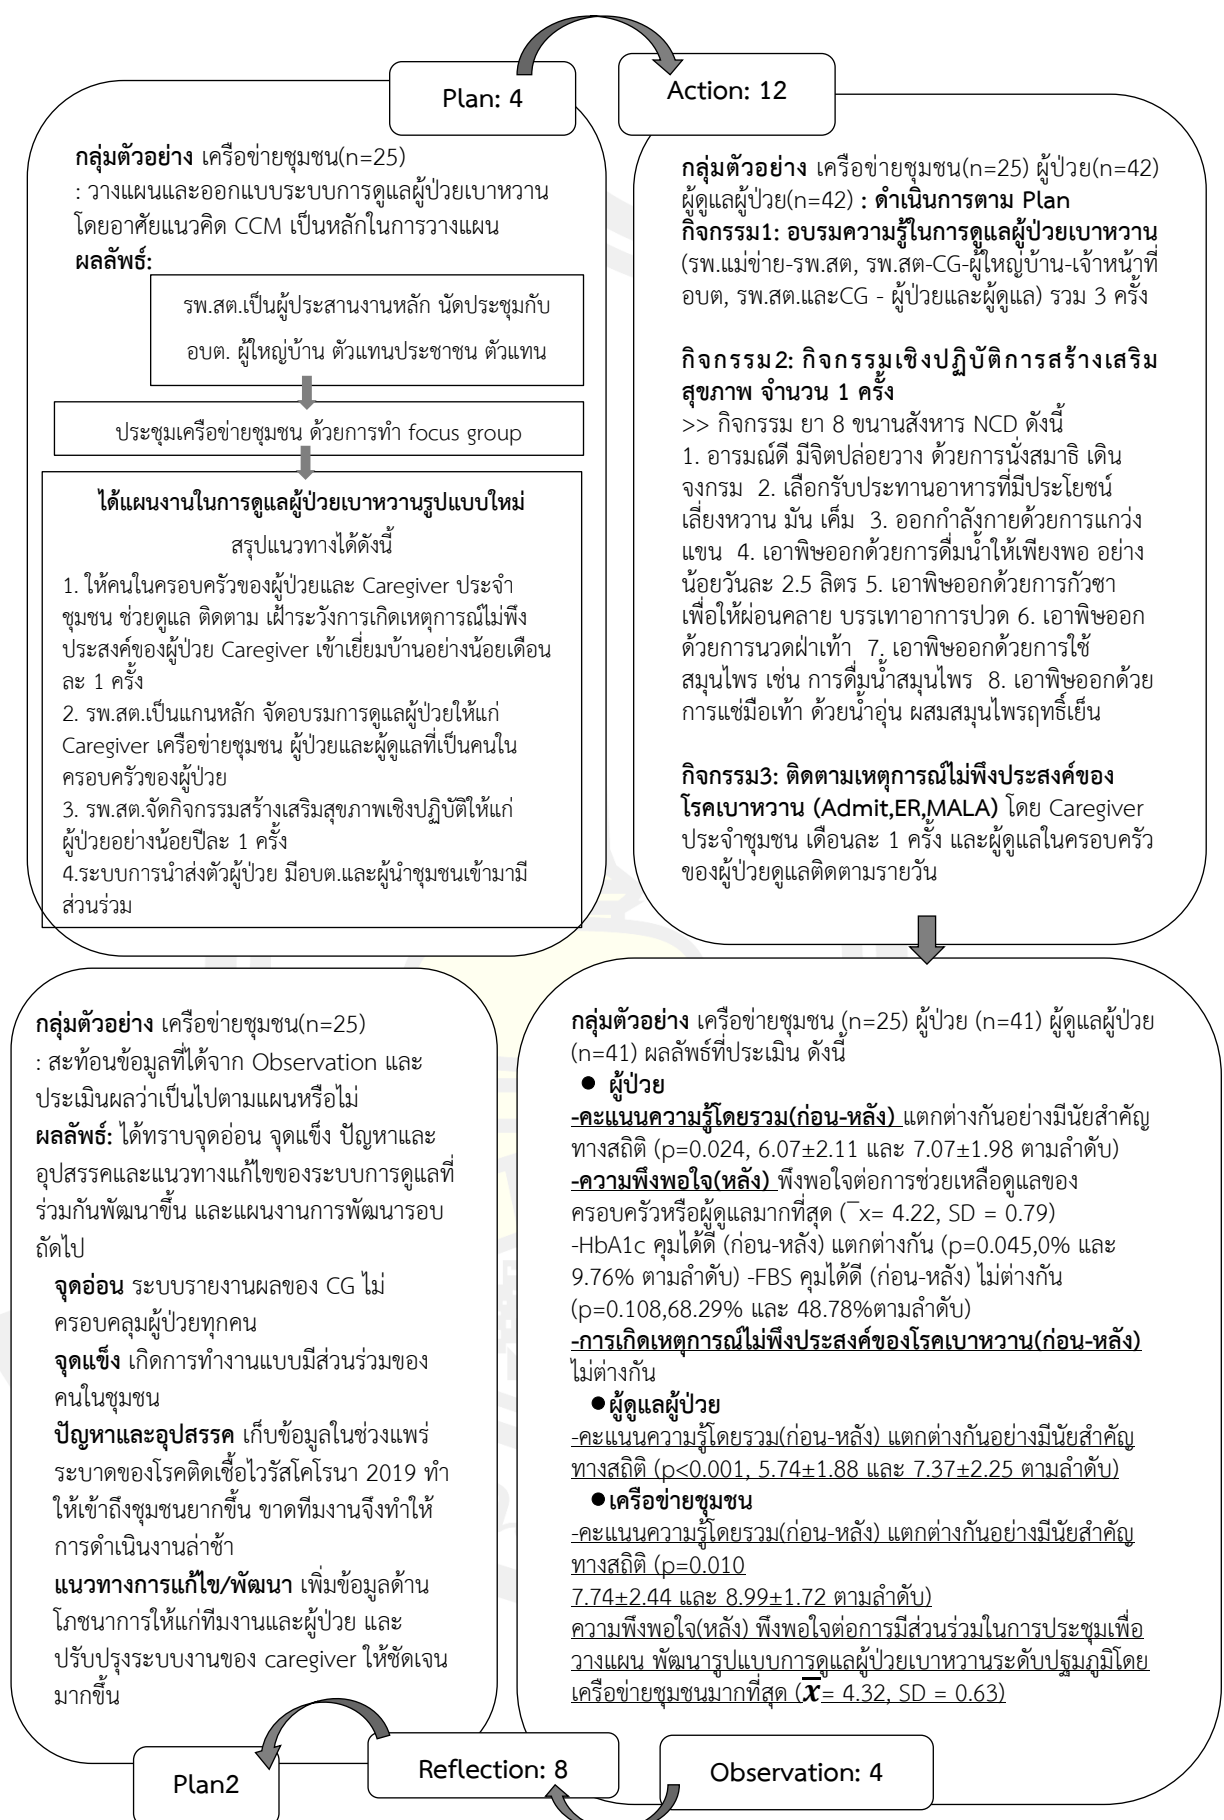 Plan: 4
กลุ่มตัวอย่าง เครือข่ายชุมชน(n=25)
: วางแผนและออกแบบระบบการดูแลผู้ป่วยเบาหวาน
โดยอาศัยแนวคิด CCM เป็นหลักในการวางแผน
ผลลัพธ์:
รพ.สต.เป็นผู้ประสานงานหลัก นัดประชุมกับ
อบต. ผู้ใหญ่บ้าน ตัวแทนประชาชน ตัวแทน
ประชุมเครือข่ายชุมชน ด้วยการทำ focus group
ได้แผนงานในการดูแลผู้ป่วยเบาหวานรูปแบบใหม่
สรุปแนวทางได้ดังนี้
1. ให้คนในครอบครัวของผู้ป่วยและ Caregiver ประจำ
ชุมชน ช่วยดูแล ติดตาม เฝ้าระวังการเกิดเหตุการณ์ไม่พึง
ประสงค์ของผู้ป่วย Caregiver เข้าเยี่ยมบ้านอย่างน้อยเดือน
ละ 1 ครั้ง
2. รพ.สต.เป็นแกนหลัก จัดอบรมการดูแลผู้ป่วยให้แก่
Caregiver เครือข่ายชุมชน ผู้ป่วยและผู้ดูแลที่เป็นคนใน
ครอบครัวของผู้ป่วย
3. รพ.สต.จัดกิจกรรมสร้างเสริมสุขภาพเชิงปฏิบัติให้แก่
ผู้ป่วยอย่างน้อยปีละ 1 ครั้ง
4.ระบบการนำส่งตัวผู้ป่วย มีอบต.และผู้นำชุมชนเข้ามามี
ส่วนร่วม
Action: 12
กลุ่มตัวอย่าง เครือข่ายชุมชน(n=25) ผู้ป่วย(n=42)
ผู้ดูแลผู้ป่วย(n=42) : ดำเนินการตาม Plan
กิจกรรม1: อบรมความรู้ในการดูแลผู้ป่วยเบาหวาน
(รพ.แม่ข่าย-รพ.สต, รพ.สต-CG-ผู้ใหญ่บ้าน-เจ้าหน้าที่
อบต, รพ.สต.และCG - ผู้ป่วยและผู้ดูแล) รวม 3 ครั้ง
กิจกรรม2: กิจกรรมเชิงปฏิบัติการสร้างเสริม
สุขภาพ จำนวน 1 ครั้ง
>> กิจกรรม ยา 8 ขนานสังหาร NCD ดังนี้
1. อารมณ์ดี มีจิตปล่อยวาง ด้วยการนั่งสมาธิ เดิน
จงกรม 2. เลือกรับประทานอาหารที่มีประโยชน์
เลี่ยงหวาน มัน เค็ม 3. ออกกำลังกายด้วยการแกว่ง
แขน 4. เอาพิษออกด้วยการดื่มน้ำให้เพียงพอ อย่าง
น้อยวันละ 2.5 ลิตร 5. เอาพิษออกด้วยการกัวซา
เพื่อให้ผ่อนคลาย บรรเทาอาการปวด 6. เอาพิษออก
ด้วยการนวดฝ่าเท้า 7. เอาพิษออกด้วยการใช้
สมุนไพร เช่น การดื่มน้ำสมุนไพร 8. เอาพิษออกด้วย
การแช่มือเท้า ด้วยน้ำอุ่น ผสมสมุนไพรฤทธิ์เย็น
กิจกรรม3: ติดตามเหตุการณ์ไม่พึงประสงค์ของ
โรคเบาหวาน (Admit,ER,MALA) โดย Caregiver
ประจำชุมชน เดือนละ 1 ครั้ง และผู้ดูแลในครอบครัว
ของผู้ป่วยดูแลติดตามรายวัน
กลุ่มตัวอย่าง เครือข่ายชุมชน (n=25) ผู้ป่วย (n=41) ผู้ดูแลผู้ป่วย
(n=41) ผลลัพธ์ที่ประเมิน ดังนี้
● ผู้ป่วย
-คะแนนความรู้โดยรวม(ก่อน-หลัง) แตกต่างกันอย่างมีนัยสำคัญ
ทางสถิติ (p=0.024, 6.07±2.11 และ 7.07±1.98 ตามลำดับ)
-ความพึงพอใจ(หลัง) พึงพอใจต่อการช่วยเหลือดูแลของ
ครอบครัวหรือผู้ดูแลมากที่สุด (¯x= 4.22, SD = 0.79)
-HbA1c คุมได้ดี (ก่อน-หลัง) แตกต่างกัน (p=0.045,0% และ
9.76% ตามลำดับ) -FBS คุมได้ดี (ก่อน-หลัง) ไม่ต่างกัน
(p=0.108,68.29% และ 48.78%ตามลำดับ)
-การเกิดเหตุการณ์ไม่พึงประสงค์ของโรคเบาหวาน(ก่อน-หลัง)
ไม่ต่างกัน
●ผู้ดูแลผู้ป่วย
-คะแนนความรู้โดยรวม(ก่อน-หลัง) แตกต่างกันอย่างมีนัยสำคัญ
ทางสถิติ (p<0.001, 5.74±1.88 และ 7.37±2.25 ตามลำดับ)
●เครือข่ายชุมชน
-คะแนนความรู้โดยรวม(ก่อน-หลัง) แตกต่างกันอย่างมีนัยสำคัญ
ทางสถิติ (p=0.010
7.74±2.44 และ 8.99±1.72 ตามลำดับ)
ความพึงพอใจ(หลัง) พึงพอใจต่อการมีส่วนร่วมในการประชุมเพื่อ
วางแผน พัฒนารูปแบบการดูแลผู้ป่วยเบาหวานระดับปฐมภูมิโดย
เครือข่ายชุมชนมากที่สุด (x̅= 4.32, SD = 0.63)
Observation: 4
กลุ่มตัวอย่าง เครือข่ายชุมชน(n=25)
: สะท้อนข้อมูลที่ได้จาก Observation และ
ประเมินผลว่าเป็นไปตามแผนหรือไม่
ผลลัพธ์: ได้ทราบจุดอ่อน จุดแข็ง ปัญหาและ
อุปสรรคและแนวทางแก้ไขของระบบการดูแลที่
ร่วมกันพัฒนาขึ้น และแผนงานการพัฒนารอบ
ถัดไป
จุดอ่อน ระบบรายงานผลของ CG ไม่
ครอบคลุมผู้ป่วยทุกคน
จุดแข็ง เกิดการทำงานแบบมีส่วนร่วมของ
คนในชุมชน
ปัญหาและอุปสรรค เก็บข้อมูลในช่วงแพร่
ระบาดของโรคติดเชื้อไวรัสโคโรนา 2019 ทำ
ให้เข้าถึงชุมชนยากขึ้น ขาดทีมงานจึงทำให้
การดำเนินงานล่าช้า
แนวทางการแก้ไข/พัฒนา เพิ่มข้อมูลด้าน
โภชนาการให้แก่ทีมงานและผู้ป่วย และ
ปรับปรุงระบบงานของ caregiver ให้ชัดเจน
มากขึ้น
Reflection: 8
Plan2